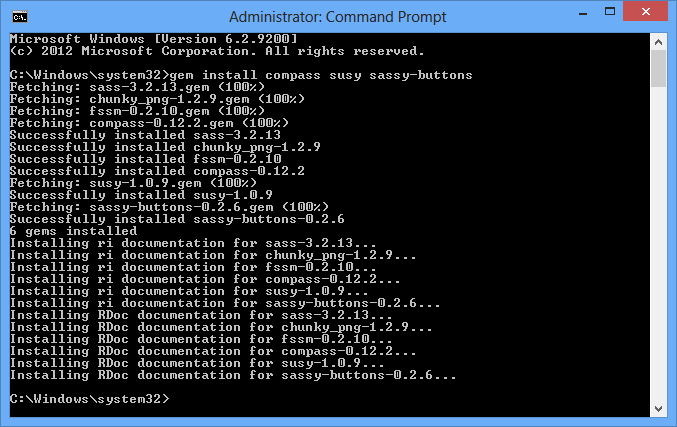 Administrator: Command Prompt
Microsoft Windows [Version 6.2.9200]
(c) 2012 Microsoft Corporation. All rights reserved.
C:\Windows\system32>gem install compass susy sassy-buttons
Fetching: sass-3.2.13.gem (100%)
Fetching: chunky_png-1.2.9.gem (100%)
Fetching: fssm-0.2.10.gem (100%)
Fetching: compass-0.12.2.gem (100%)
Successfully installed sass-3.2.13
Successfully installed chunky_png-1.2.9
Successfully installed fssm-0.2.10
Successfully installed compass-0.12.2
Fetching: susy-1.0.9.gem (100%)
Successfully installed susy-1.0.9
Fetching: sassy-buttons-0.2.6.gem (100%)
Successfully installed sassy-buttons-0.2.6
6 gems installed
Installing ri documentation for sass-3.2.13...
Installing ri documentation for chunky_png-1.2.9...
Installing ri documentation for fssm-0.2.10...
Installing ri documentation for compass-0.12.2...
Installing ri documentation for susy-1.0.9...
Installing ri documentation for sassy-buttons-0.2.6...
Installing RDoc documentation for sass-3.2.13...
Installing RDoc documentation for chunky_png-1.2.9...
Installing RDoc documentation for fssm-0.2.10...
Installing RDoc documentation for compass-0.12.2...
Installing RDoc documentation for susy-1.0.9...
Installing RDoc documentation for sassy-buttons-0.2.6...
C:\Windows\system32>